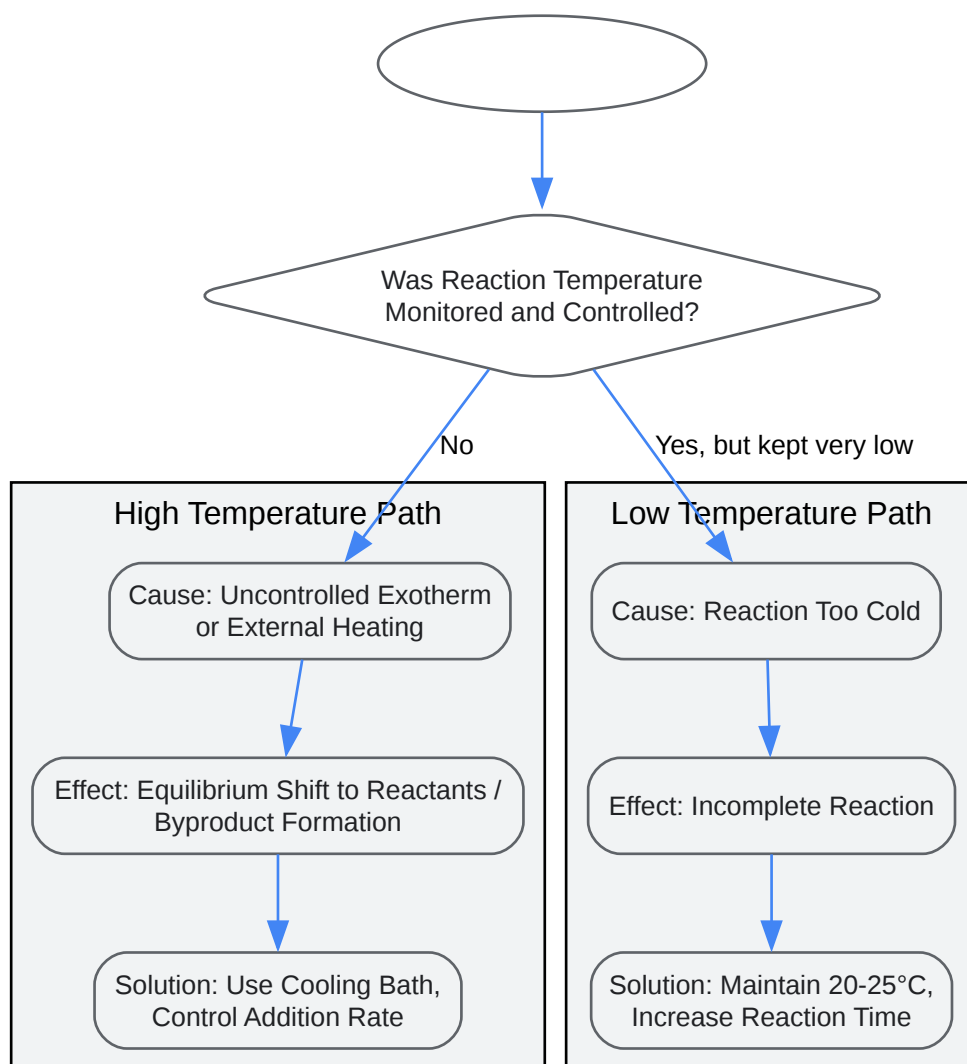 Was Reaction Temperature
Monitored and Controlled?
No
Yes, but kept very low
High Temperature Path
Cause: Uncontrolled Exotherm
or External Heating
Effect: Equilibrium Shift to Reactants /
Byproduct Formation
Solution: Use Cooling Bath,
Control Addition Rate
Low Temperature Path
Cause: Reaction Too Cold
Effect: Incomplete Reaction
Solution: Maintain 20-25°C,
Increase Reaction Time